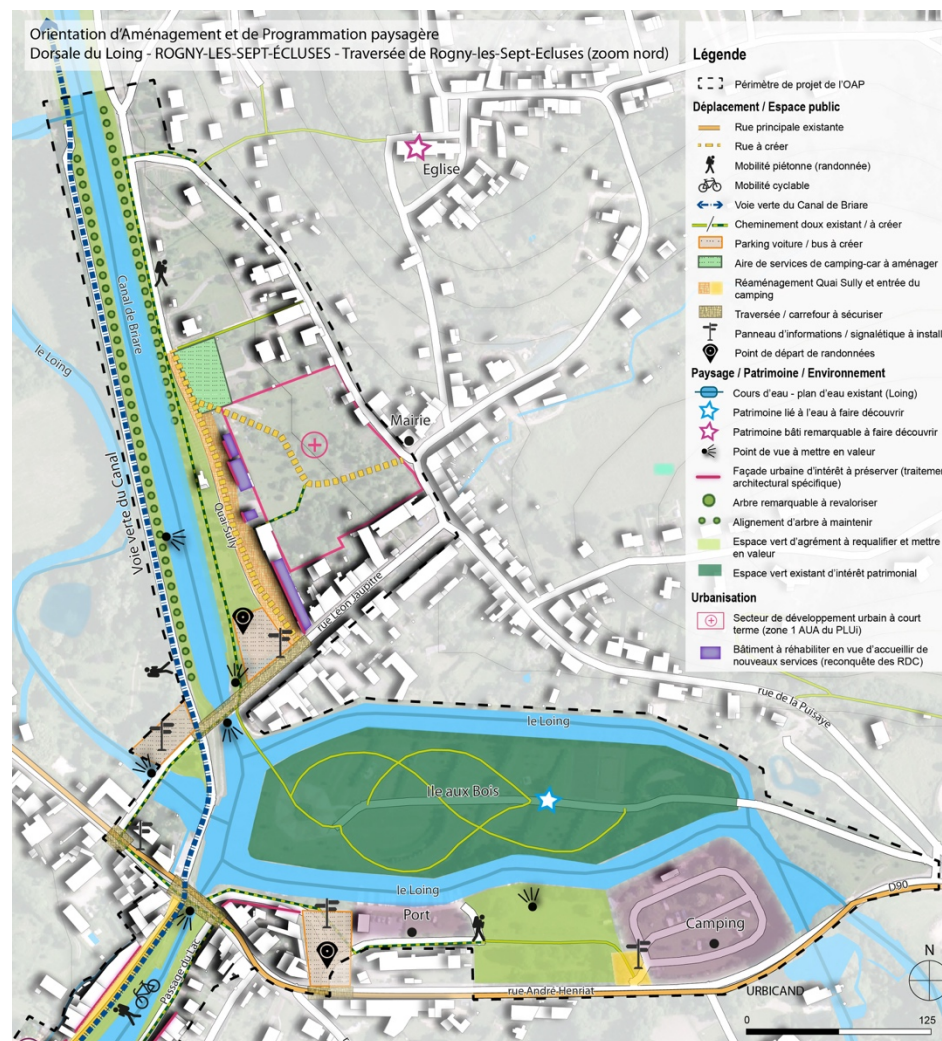 Orientation d'Aménagement et de Programmation paysagère
Dorsale du Loing - ROGNY-LES-SEPT-ÉCLUSES - Traversée de Rogny-les-Sept-Ecluses (zoom nord)
Légende
Périmètre de projet de l'OAP
Déplacement / Espace public
Rue principale existante
Rue à créer
Mobilité piétonne (randonnée)
Mobilité cyclable
Voie verte du Canal de Briare
Cheminement doux existant / à créer
Parking voiture / bus à créer
Aire de services de camping-car à aménager
Réaménagement Quai Sully et entrée du
camping
Traversée / carrefour à sécuriser
Panneau d'informations / signalétique à install
Point de départ de randonnées
Paysage / Patrimoine / Environnement
Cours d'eau - plan d'eau existant (Loing)
Patrimoine lié à l'eau à faire découvrir
Patrimoine bâti remarquable à faire découvrir
Point de vue à mettre en valeur
Façade urbaine d'intérêt à préserver (traitemen
architectural spécifique)
Arbre remarquable à revaloriser
Alignement d'arbre à maintenir
Espace vert d'agrément à requalifier et mettre
en valeur
Espace vert existant d'intérêt patrimonial
Urbanisation
Secteur de développement urbain à court
terme (zone 1 AUA du PLUi)
Bâtiment à réhabiliter en vue d'accueillir de
nouveaux services (reconquête des RDC)
Eglise
Canal de Briare
le Loing
Mairie
Voie verte du Canal
Quai Sully
rue Léon Jaupitre
rue de la Puisaye
le Loing
île aux Bois
le Loing
Port
Camping
D90
Passage du Lac
rue André Henriat
URBICAND
N
0 125